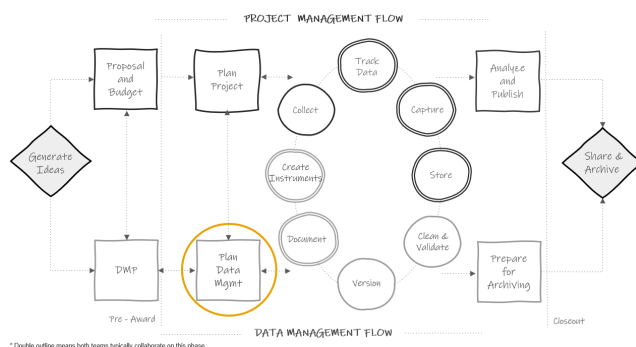 PROJECT MANAGEMENT FLOW
Proposal
and
Budget
Plan
Project
Track
Data
Analyze
and
Publish
Collect
Capture
Generate
Ideas
Create
Instruments
Store
Share &
Archive
Document
Clean &
Validate
DMP
Plan
Data
Mgmt
Version
Prepare
for
Archiving
Pre - Award
Closeout
DATA MANAGEMENT FLOW
* Double outline means both teams typically collaborate on this phase